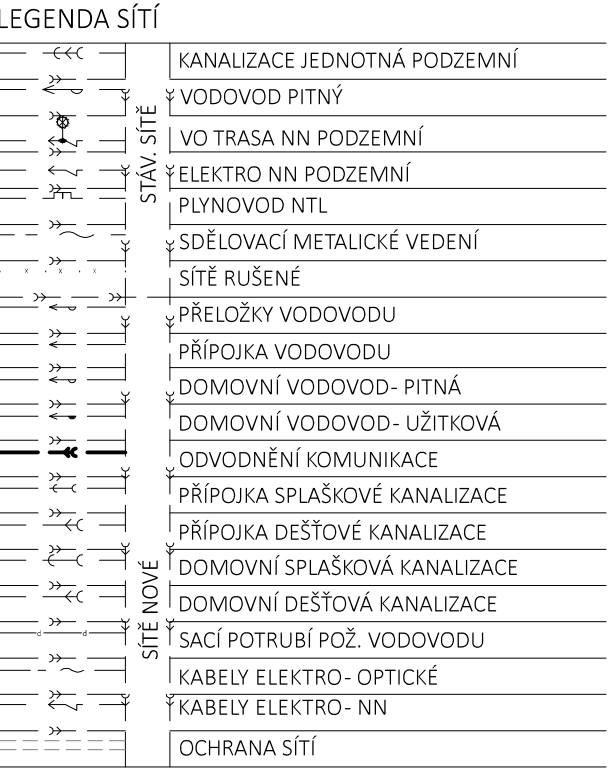 LEGENDA SÍTÍ
KANALIZACE JEDNOTNÁ PODZEMNÍ
VODOVOD PITNÝ
VO TRASA NN PODZEMNÍ
ELEKTRO NN PODZEMNÍ
PLYNOVOD NTL
SDĚLOVACÍ METALICKÉ VEDENÍ
STÁV. SÍTĚ
SÍTĚ RUŠENÉ
PŘELOŽKY VODOVODU
PŘÍPOJKA VODOVODU
DOMOVNÍ VODOVOD- PITNÁ
DOMOVNÍ VODOVOD- UŽITKOVÁ
ODVODNĚNÍ KOMUNIKACE
PŘÍPOJKA SPLAŠKOVÉ KANALIZACE
PŘÍPOJKA DEŠŤOVÉ KANALIZACE
DOMOVNÍ SPLAŠKOVÁ KANALIZACE
DOMOVNÍ DEŠŤOVÁ KANALIZACE
d d
SACÍ POTRUBÍ POŽ. VODOVODU
KABELY ELEKTRO- OPTICKÉ
KABELY ELEKTRO- NN
SÍTĚ NOVÉ
OCHRANA SÍTÍ